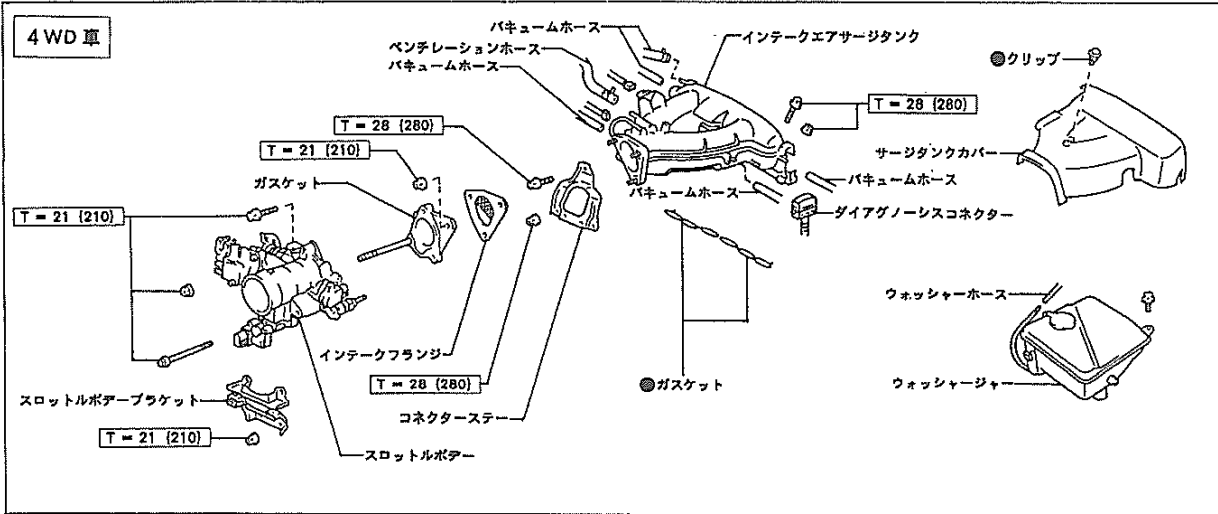 4WD 車
バキュームホース
インテークエアサージタンク
ベンチレーションホース
バキュームホース
●クリップ
T = 28 {280}
T = 28 {280}
T = 21 {210}
サージタンクカバー
ガスケット
バキュームホース
バキュームホース
T = 21 {210}
ダイアグノーシスコネクター
ウォッシャーホース
インテークフランジ
T = 28 {280}
●ガスケット
ウォッシャージャー
スロットルボデーブラケット
コネクターステー
T = 21 {210}
スロットルボデー